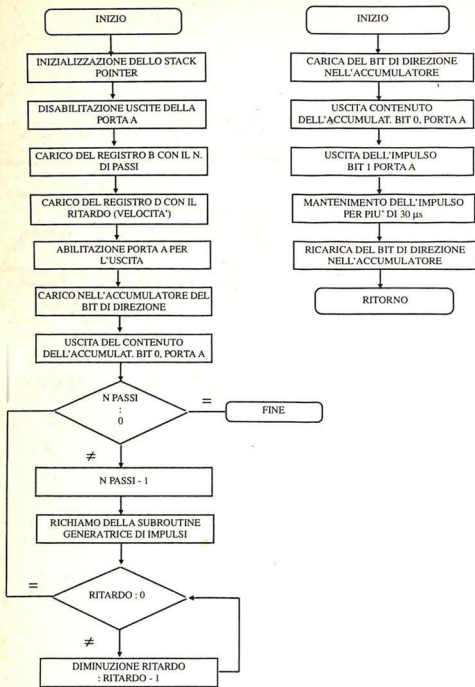 INIZIO
INIZIALIZZAZIONE DELLO STACK
POINTER
DISABILITAZIONE USCITE DELLA
PORTA A
CARICO DEL REGISTRO B CON IL N.
DI PASSI
CARICO DEL REGISTRO D CON IL
RITARDO (VELOCITA')
ABILITAZIONE PORTA A PER
L'USCITA
CARICO NELL'ACCUMULATORE DEL
BIT DI DIREZIONE
USCITA DEL CONTENUTO
DELL'ACCUMULAT. BIT 0, PORTA A
N PASSI
:
0
=
FINE
≠
N PASSI - 1
RICHIAMO DELLA SUBROUTINE
GENERATRICE DI IMPULSI
=
RITARDO : 0
≠
DIMINUZIONE RITARDO
: RITARDO - 1
INIZIO
CARICA DEL BIT DI DIREZIONE
NELL'ACCUMULATORE
USCITA CONTENUTO
DELL'ACCUMULAT. BIT 0, PORTA A
USCITA DELL'IMPULSO
BIT 1 PORTA A
MANTENIMENTO DELL'IMPULSO
PER PIU' DI 30 µs
RICARICA DEL BIT DI DIREZIONE
NELL'ACCUMULATORE
RITORNO